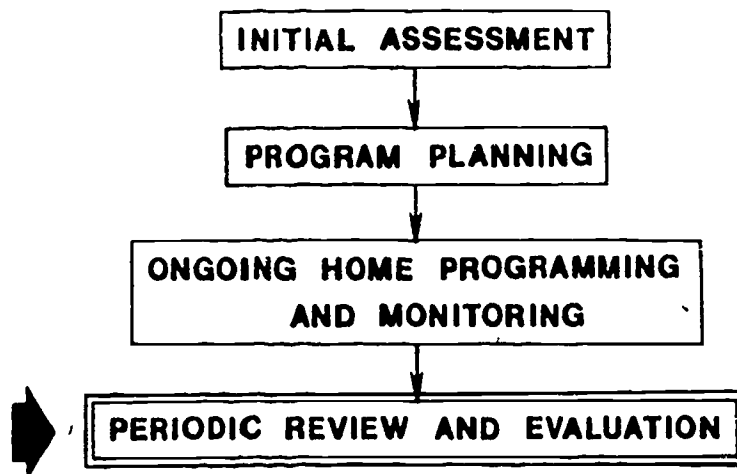 INITIAL ASSESSMENT
PROGRAM PLANNING
ONGOING HOME PROGRAMMING
AND MONITORING
PERIODIC REVIEW AND EVALUATION